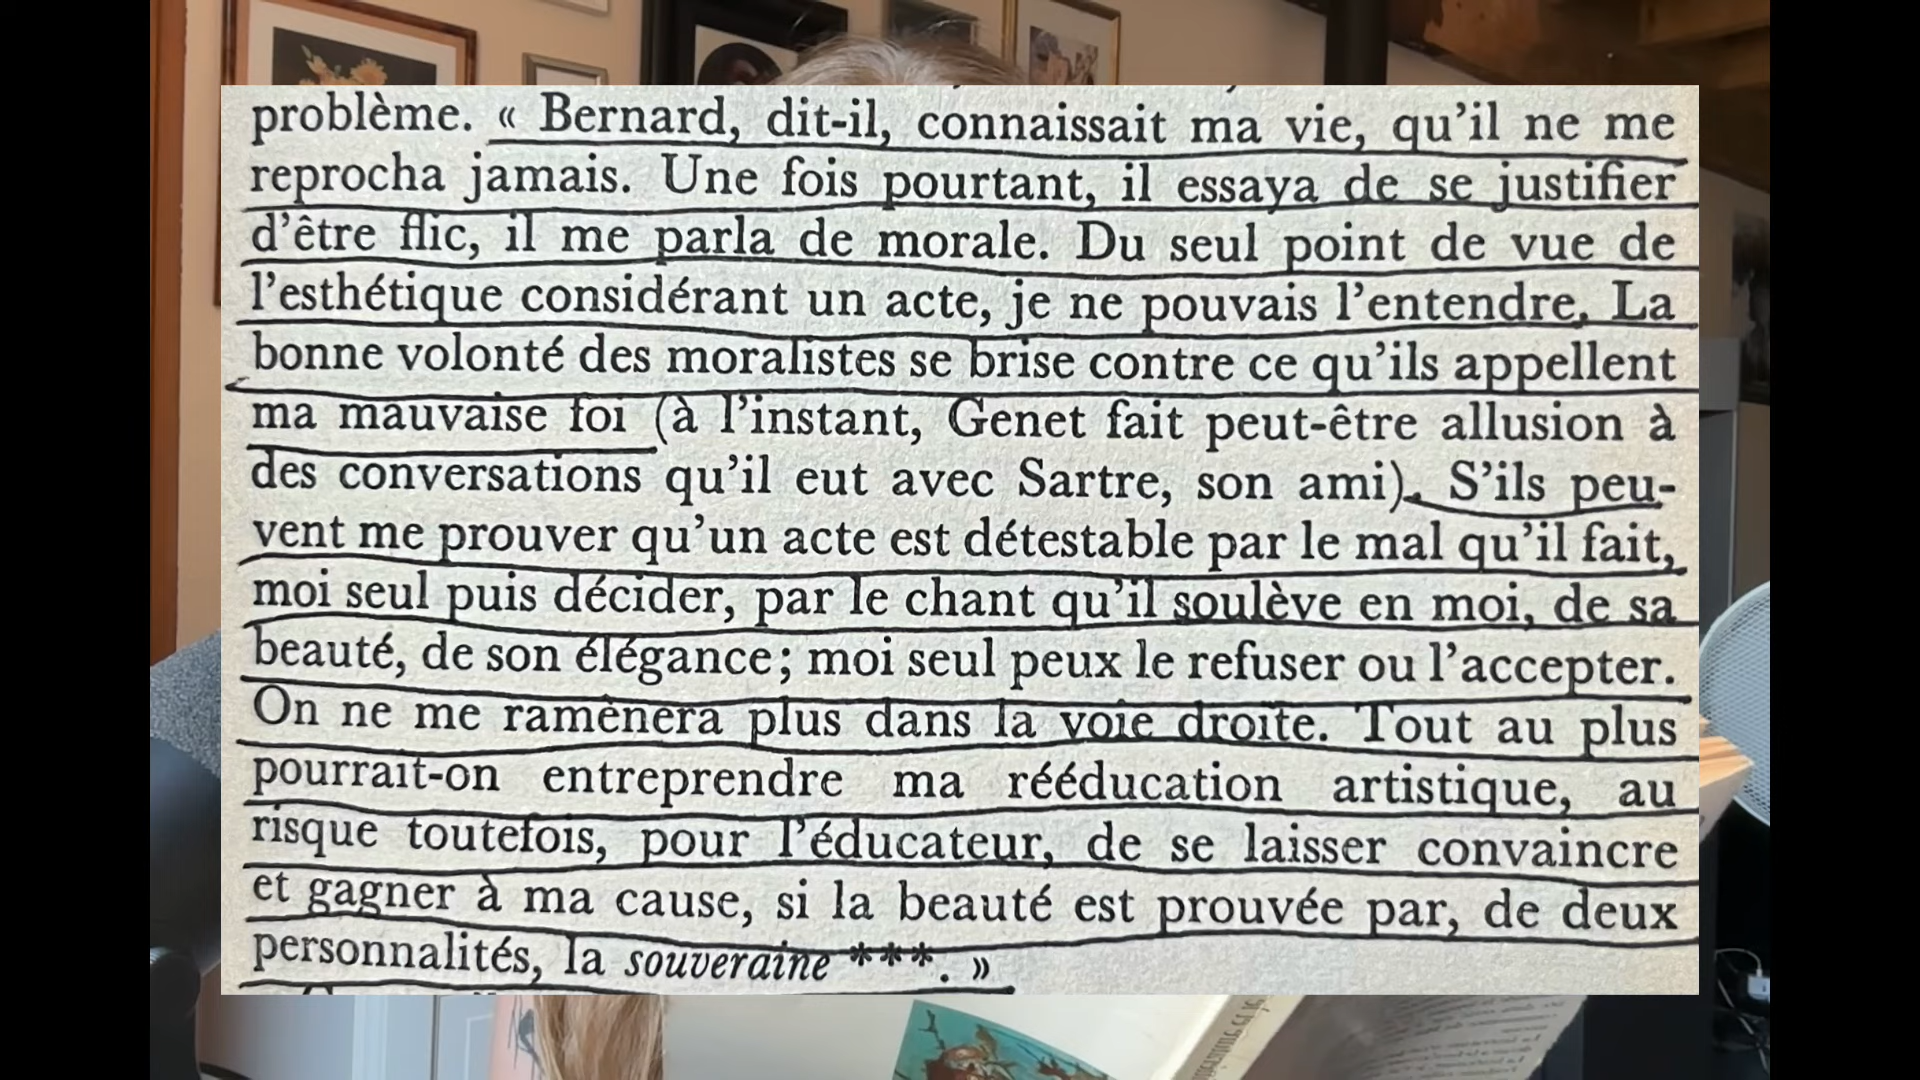 problème. « Bernard, dit-il, connaissait ma vie, qu'il ne me
reprocha jamais. Une fois pourtant, il essaya de se justifier
d'être flic, il me parla de morale. Du seul point de vue de
l'esthétique considérant un acte, je ne pouvais l'entendre. La
bonne volonté des moralistes se brise contre ce qu'ils appellent
ma mauvaise foi (à l'instant, Genet fait peut-être allusion à
des conversations qu'il eut avec Sartre, son ami). S'ils peu-
vent me prouver qu'un acte est détestable par le mal qu'il fait,
moi seul puis décider, par le chant qu'il soulève en moi, de sa
beauté, de son élégance ; moi seul peux le refuser ou l'accepter.
On ne me ramènera plus dans la voie droite. Tout au plus
pourrait-on entreprendre ma rééducation artistique, au
risque toutefois, pour l'éducateur, de se laisser convaincre
et gagner à ma cause, si la beauté est prouvée par, de deux
personnalités, la souveraine ***. »